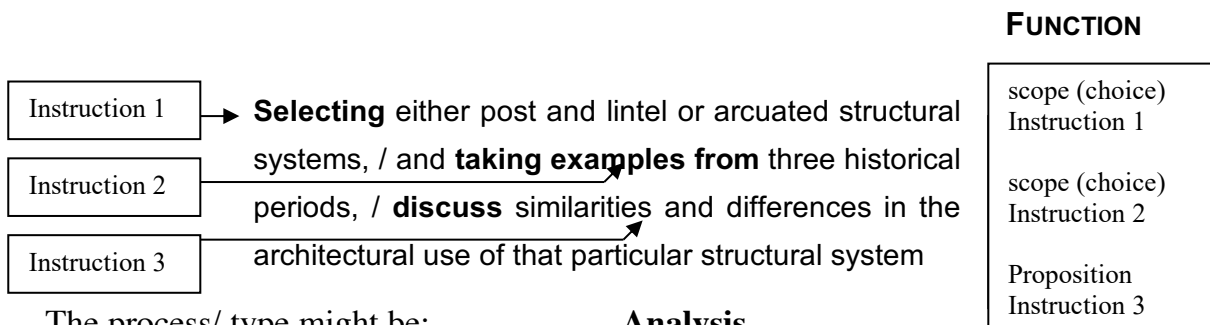 FUNCTION
Instruction 1
Instruction 2
Instruction 3
Selecting either post and lintel or arcuated structural
systems, / and taking examples from three historical
periods, / discuss similarities and differences in the
architectural use of that particular structural system
scope (choice)
Instruction 1
scope (choice)
Instruction 2
Proposition
Instruction 3
The process/ type might be: Analysis